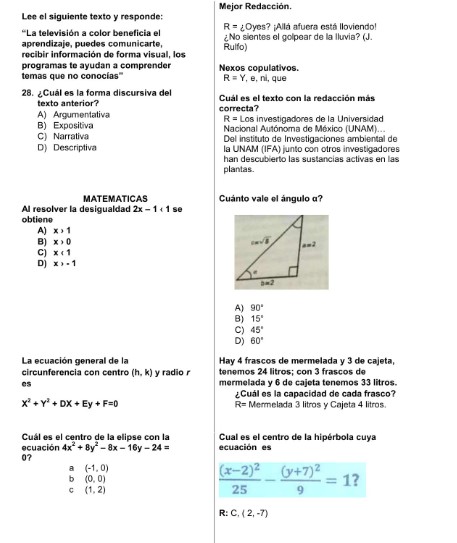 Lee el siguiente texto y responde:
“La televisión a color beneficia el
aprendizaje, puedes comunicarte,
recibir información de forma visual, los
programas te ayudan a comprender
temas que no conocías”
28. ¿Cuál es la forma discursiva del
texto anterior?
A) Argumentativa
B) Expositiva
C) Narrativa
D) Descriptiva
Mejor Redacción.
R = ¿Oyes? ¡Allá afuera está lloviendo!
¿No sientes el golpear de la lluvia? (J.
Rulfo)
Nexos copulativos.
R = Y, e, ni, que
Cuál es el texto con la redacción más
correcta?
R = Los investigadores de la Universidad
Nacional Autónoma de México (UNAM)...
Del instituto de Investigaciones ambiental de
la UNAM (IFA) junto con otros investigadores
han descubierto las sustancias activas en las
plantas.
MATEMATICAS
Al resolver la desigualdad 2x – 1 ‹ 1 se
obtiene
A) x › 1
B) x › 0
C) x ‹ 1
D) x › - 1
Cuánto vale el ángulo α?
c=√8
a=2
α
b=2
A) 90°
B) 15°
C) 45°
D) 60°
La ecuación general de la
circunferencia con centro (h, k) y radio r
es
X² + Y² + DX + Ey + F=0
Hay 4 frascos de mermelada y 3 de cajeta,
tenemos 24 litros; con 3 frascos de
mermelada y 6 de cajeta tenemos 33 litros.
¿Cuál es la capacidad de cada frasco?
R= Mermelada 3 litros y Cajeta 4 litros.
Cuál es el centro de la elipse con la
ecuación 4x² + 8y² – 8x – 16y – 24 =
0?
a (-1, 0)
b (0, 0)
c (1, 2)
Cual es el centro de la hipérbola cuya
ecuación es
(x−2)²/25 − (y+7)²/9 = 1?
R: C, ( 2, -7)